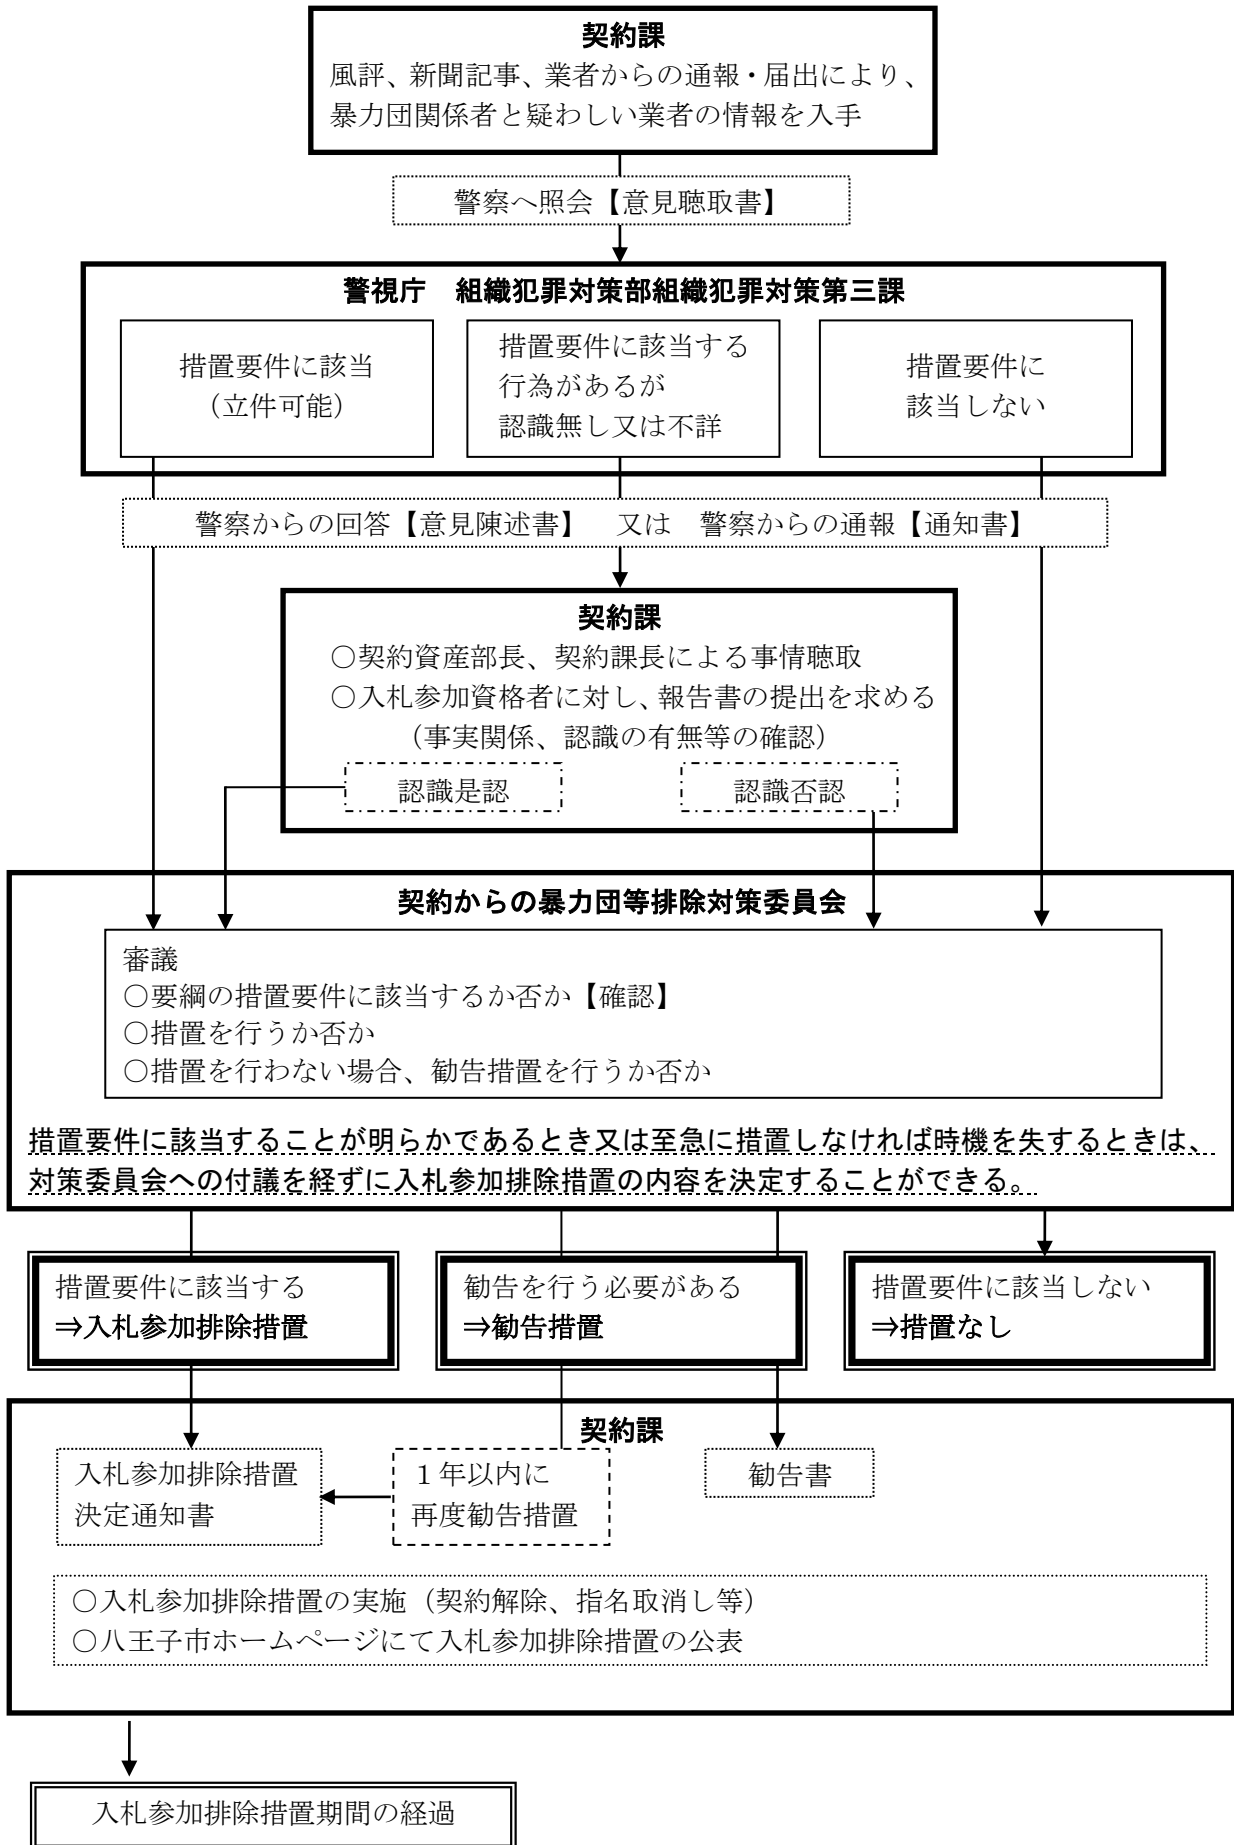 契約課
風評、新聞記事、業者からの通報・届出により、
暴力団関係者と疑わしい業者の情報を入手
警察へ照会【意見聴取書】
警視庁　組織犯罪対策部組織犯罪対策第三課
措置要件に該当
（立件可能）
措置要件に該当する
行為があるが
認識無し又は不詳
措置要件に
該当しない
警察からの回答【意見陳述書】　又は　警察からの通報【通知書】
契約課
○契約資産部長、契約課長による事情聴取
○入札参加資格者に対し、報告書の提出を求める
（事実関係、認識の有無等の確認）
認識是認
認識否認
契約からの暴力団等排除対策委員会
審議
○要綱の措置要件に該当するか否か【確認】
○措置を行うか否か
○措置を行わない場合、勧告措置を行うか否か
措置要件に該当することが明らかであるとき又は至急に措置しなければ時機を失するときは、
対策委員会への付議を経ずに入札参加排除措置の内容を決定することができる。
措置要件に該当する
⇒入札参加排除措置
勧告を行う必要がある
⇒勧告措置
措置要件に該当しない
⇒措置なし
契約課
入札参加排除措置
決定通知書
１年以内に
再度勧告措置
勧告書
○入札参加排除措置の実施（契約解除、指名取消し等）
○八王子市ホームページにて入札参加排除措置の公表
入札参加排除措置期間の経過